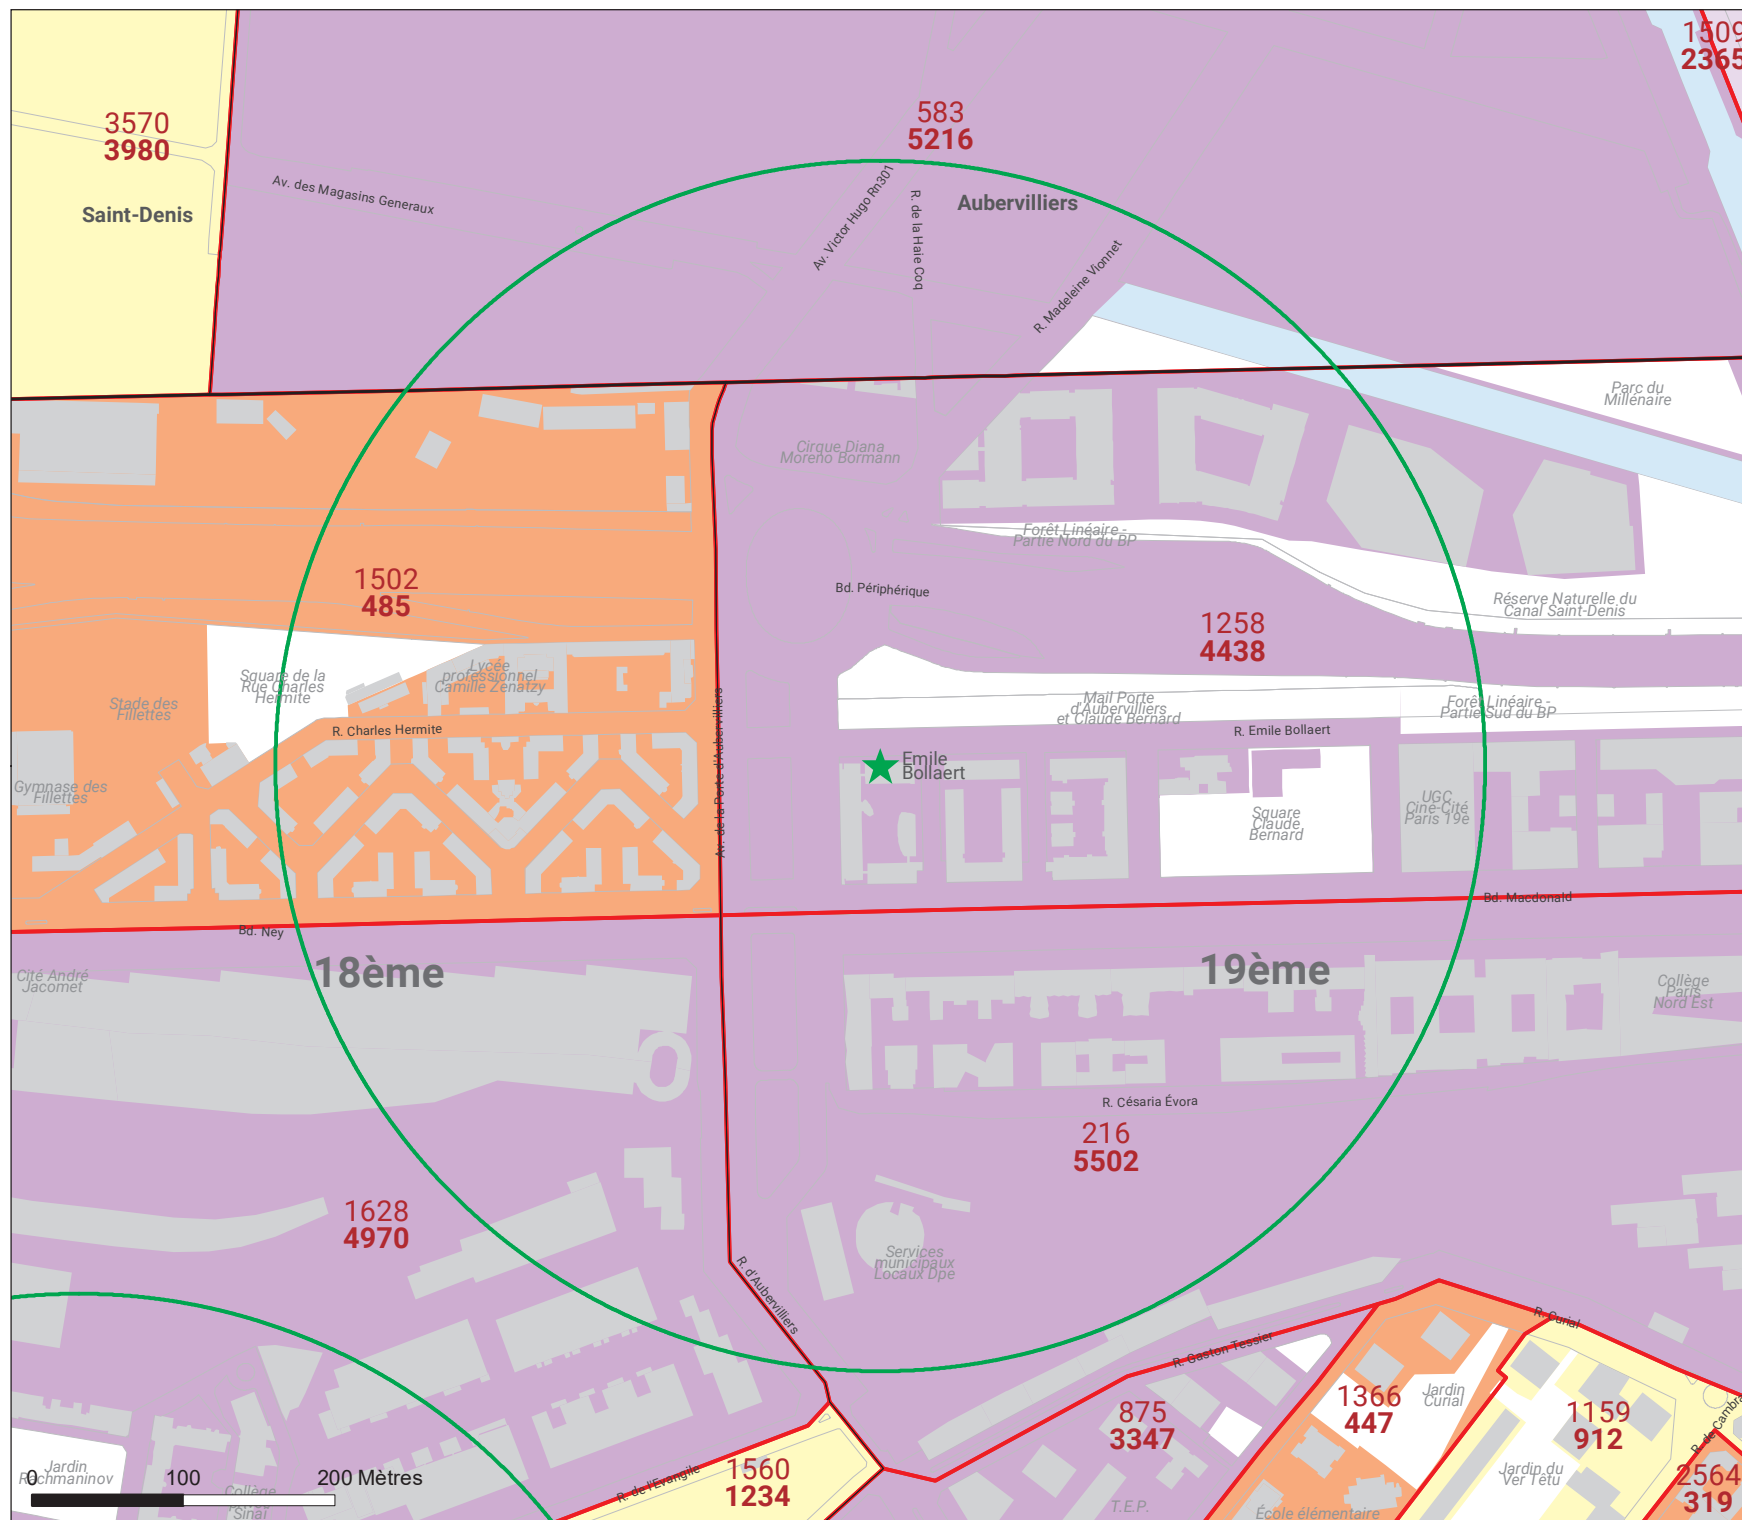 1509
2365
583
5216
3570
3980
Av. des Magasins Generaux
Saint-Denis
Aubervilliers
Av. Victor Hugo Rn301
R. de la Haie Coq
R. Madeleine Vionnet
Parc du
Millénaire
Cirque Diana
Moreno Bormann
Forêt Linéaire -
Partie Nord du BP
1502
485
Bd. Périphérique
1258
4438
Réserve Naturelle du
Canal Saint-Denis
Square de la
Rue Charles
Hermite
Lycée
professionnel
Camille Zenatzy
Stade des
Fillettes
R. Charles Hermite
Av. de la Porte d'Aubervilliers
Mail Porte
d'Aubervilliers
et Claude Bernard
Forêt Linéaire -
Partie Sud du BP
R. Emile Bollaert
Emile
Bollaert
Gymnase des
Fillettes
Square
Claude
Bernard
UGC
Ciné-Cité
Paris 19è
Bd. Macdonald
Bd. Ney
18ème
19ème
Cité André
Jacomet
Collège
Paris
Nord Est
R. Césaria Évora
216
5502
1628
4970
Services
municipaux
Locaux Dpe
R. d'Aubervilliers
R. Gaston Tessier
R. Curial
1366
447
Jardin
Curial
875
3347
1159
912
R. de Cambra
Jardin
Rachmaninov
0 100 200 Mètres
R. de l'Evangile
1560
1234
Jardin du
Ver Têtu
2564
319
Collège
privé
Sinaï
T.E.P.
École élémentaire